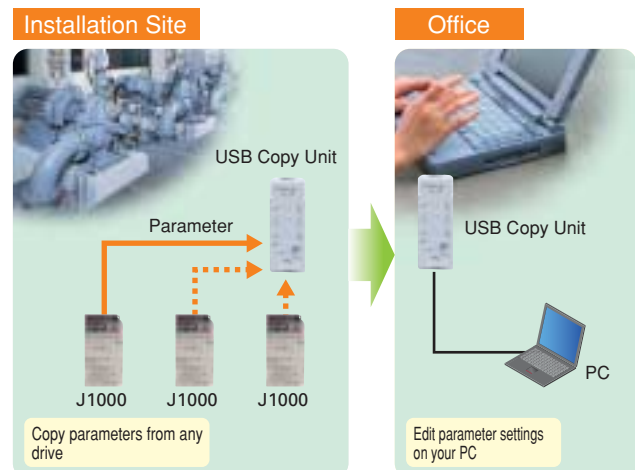 Installation Site
Office
USB Copy Unit
Parameter
J1000
J1000
J1000
Copy parameters from any
drive
USB Copy Unit
PC
Edit parameter settings
on your PC